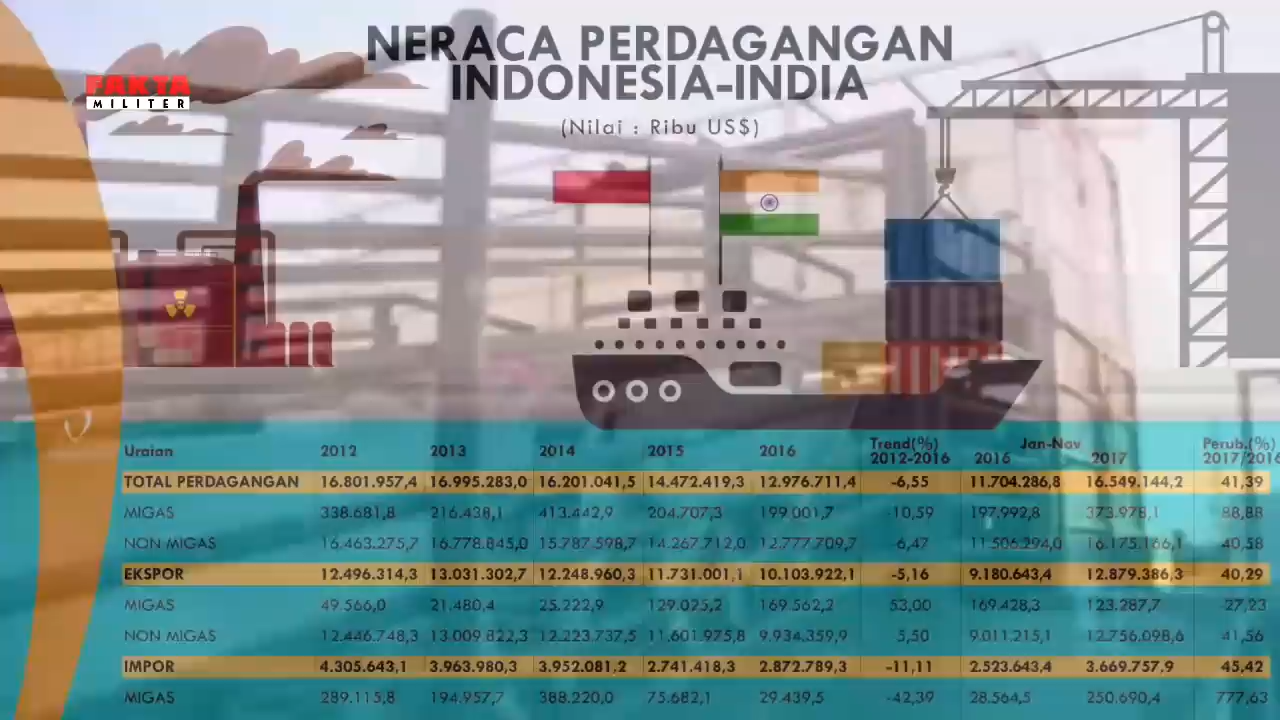 NERACA PERDAGANGAN
INDONESIA-INDIA
FAKTA
MILITER
(Nilai : Ribu US$)
Uraian 2012 2013 2014 2015 2016 Trend(%) 2012-2016 Jan-Nav 2016 2017 Perub.(%) 2017/2016
TOTAL PERDAGANGAN 16.801.957,4 16.995.283,0 16.201.041,5 14.472.419,3 12.976.711,4 -6,55 11.704.286,8 16.549.144,2 41,39
MIGAS 338.681,8 216.438,1 413.442,9 204.707,3 199.001,7 -10,59 197.992,8 373.978,1 88,88
NON MIGAS 16.463.275,7 16.778.845,0 15.787.598,7 14.267.712,0 12.777.709,7 6,47 11.506.294,0 16.175.166,1 40,58
EKSPOR 12.496.314,3 13.031.302,7 12.248.960,3 11.731.001,1 10.103.922,1 -5,16 9.180.643,4 12.879.386,3 40,29
MIGAS 49.566,0 21.480,4 25.222,9 129.025,2 169.562,2 53,00 169.428,3 123.287,7 -27,23
NON MIGAS 12.446.748,3 13.009.822,3 12.223.737,5 11.601.975,8 9.934.359,9 5,50 9.011.215,1 12.756.098,6 41,56
IMPOR 4.305.643,1 3.963.980,3 3.952.081,2 2.741.418,3 2.872.789,3 -11,11 2.523.643,4 3.669.757,9 45,42
MIGAS 289.115,8 194.957,7 388.220,0 75.682,1 29.439,5 -42,39 28.564,5 250.690,4 777,63